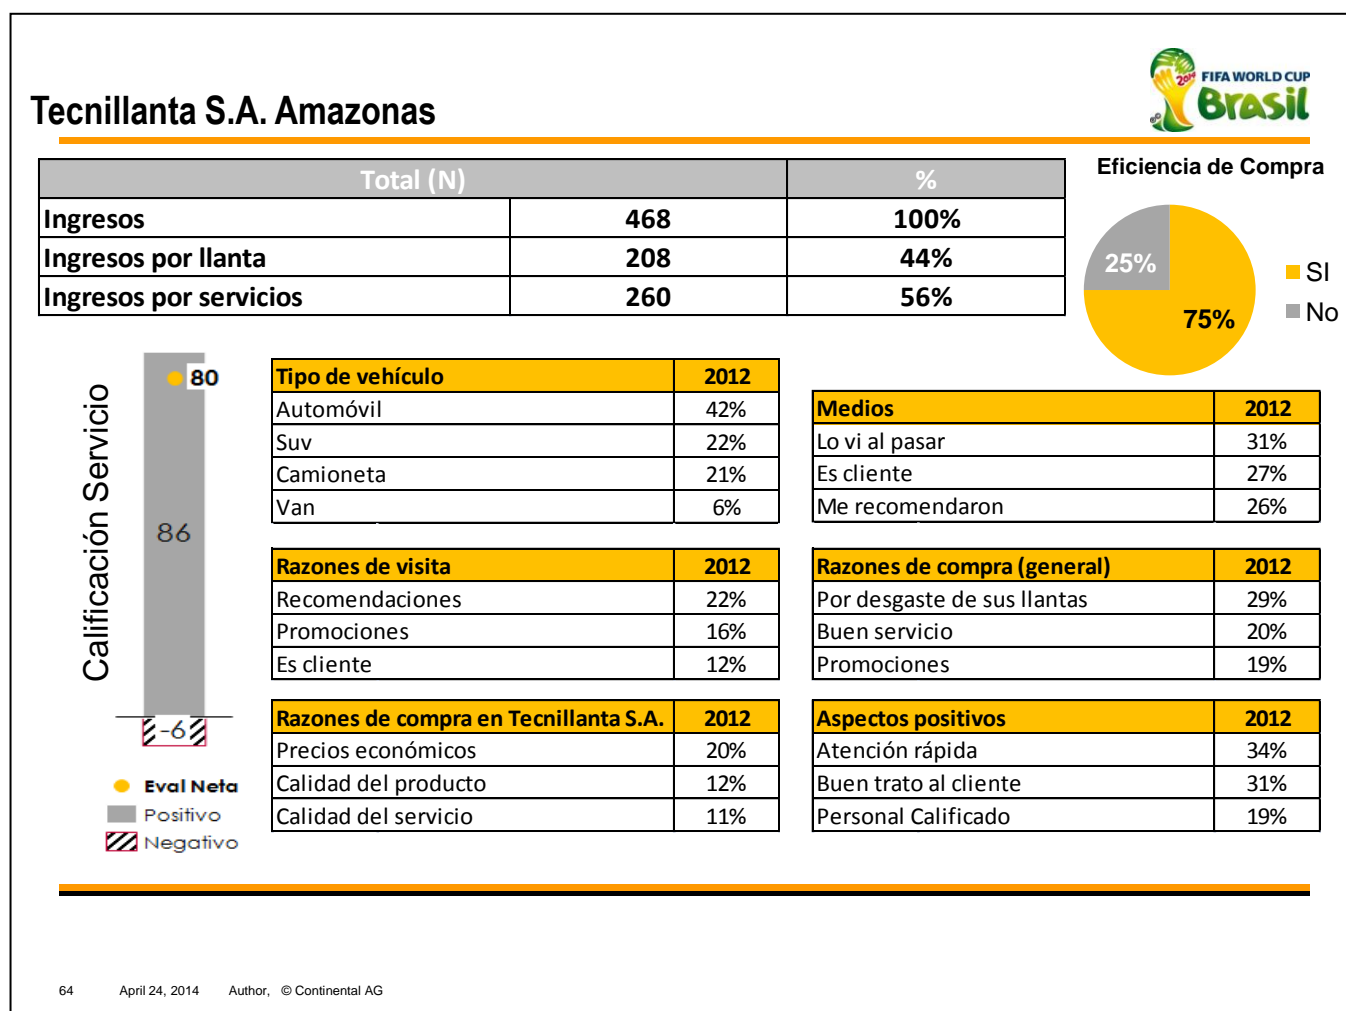 FIFA WORLD CUP
2014
Brasil
Tecnillanta S.A. Amazonas
Total (N) %
Ingresos 468 100%
Ingresos por llanta 208 44%
Ingresos por servicios 260 56%
Eficiencia de Compra
25%
75%
SI
No
Calificación Servicio
80
86
-6
Eval Neta
Positivo
Negativo
Tipo de vehículo 2012
Automóvil 42%
Suv 22%
Camioneta 21%
Van 6%
Medios 2012
Lo vi al pasar 31%
Es cliente 27%
Me recomendaron 26%
Razones de visita 2012
Recomendaciones 22%
Promociones 16%
Es cliente 12%
Razones de compra (general) 2012
Por desgaste de sus llantas 29%
Buen servicio 20%
Promociones 19%
Razones de compra en Tecnillanta S.A. 2012
Precios económicos 20%
Calidad del producto 12%
Calidad del servicio 11%
Aspectos positivos 2012
Atención rápida 34%
Buen trato al cliente 31%
Personal Calificado 19%
64 April 24, 2014 Author, © Continental AG